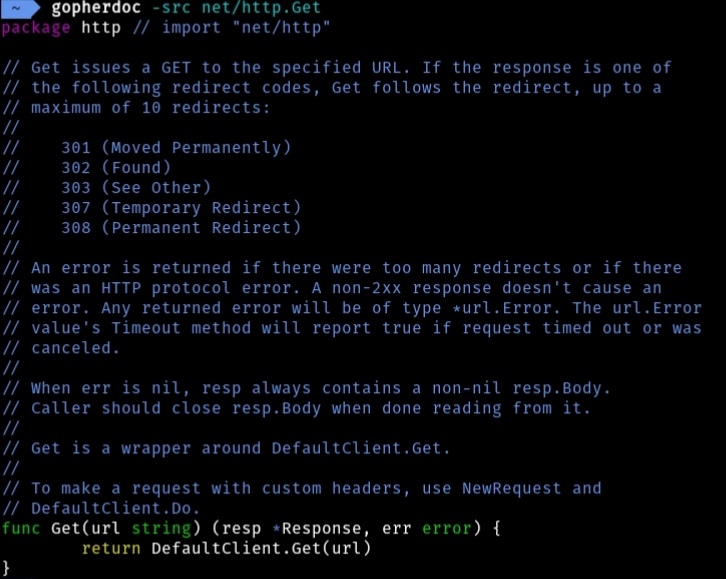 ~ gopherdoc -src net/http.Get
package http // import "net/http"
// Get issues a GET to the specified URL. If the response is one of
// the following redirect codes, Get follows the redirect, up to a
// maximum of 10 redirects:
//
//    301 (Moved Permanently)
//    302 (Found)
//    303 (See Other)
//    307 (Temporary Redirect)
//    308 (Permanent Redirect)
//
// An error is returned if there were too many redirects or if there
// was an HTTP protocol error. A non-2xx response doesn't cause an
// error. Any returned error will be of type *url.Error. The url.Error
// value's Timeout method will report true if request timed out or was
// canceled.
//
// When err is nil, resp always contains a non-nil resp.Body.
// Caller should close resp.Body when done reading from it.
//
// Get is a wrapper around DefaultClient.Get.
//
// To make a request with custom headers, use NewRequest and
// DefaultClient.Do.
func Get(url string) (resp *Response, err error) {
        return DefaultClient.Get(url)
}